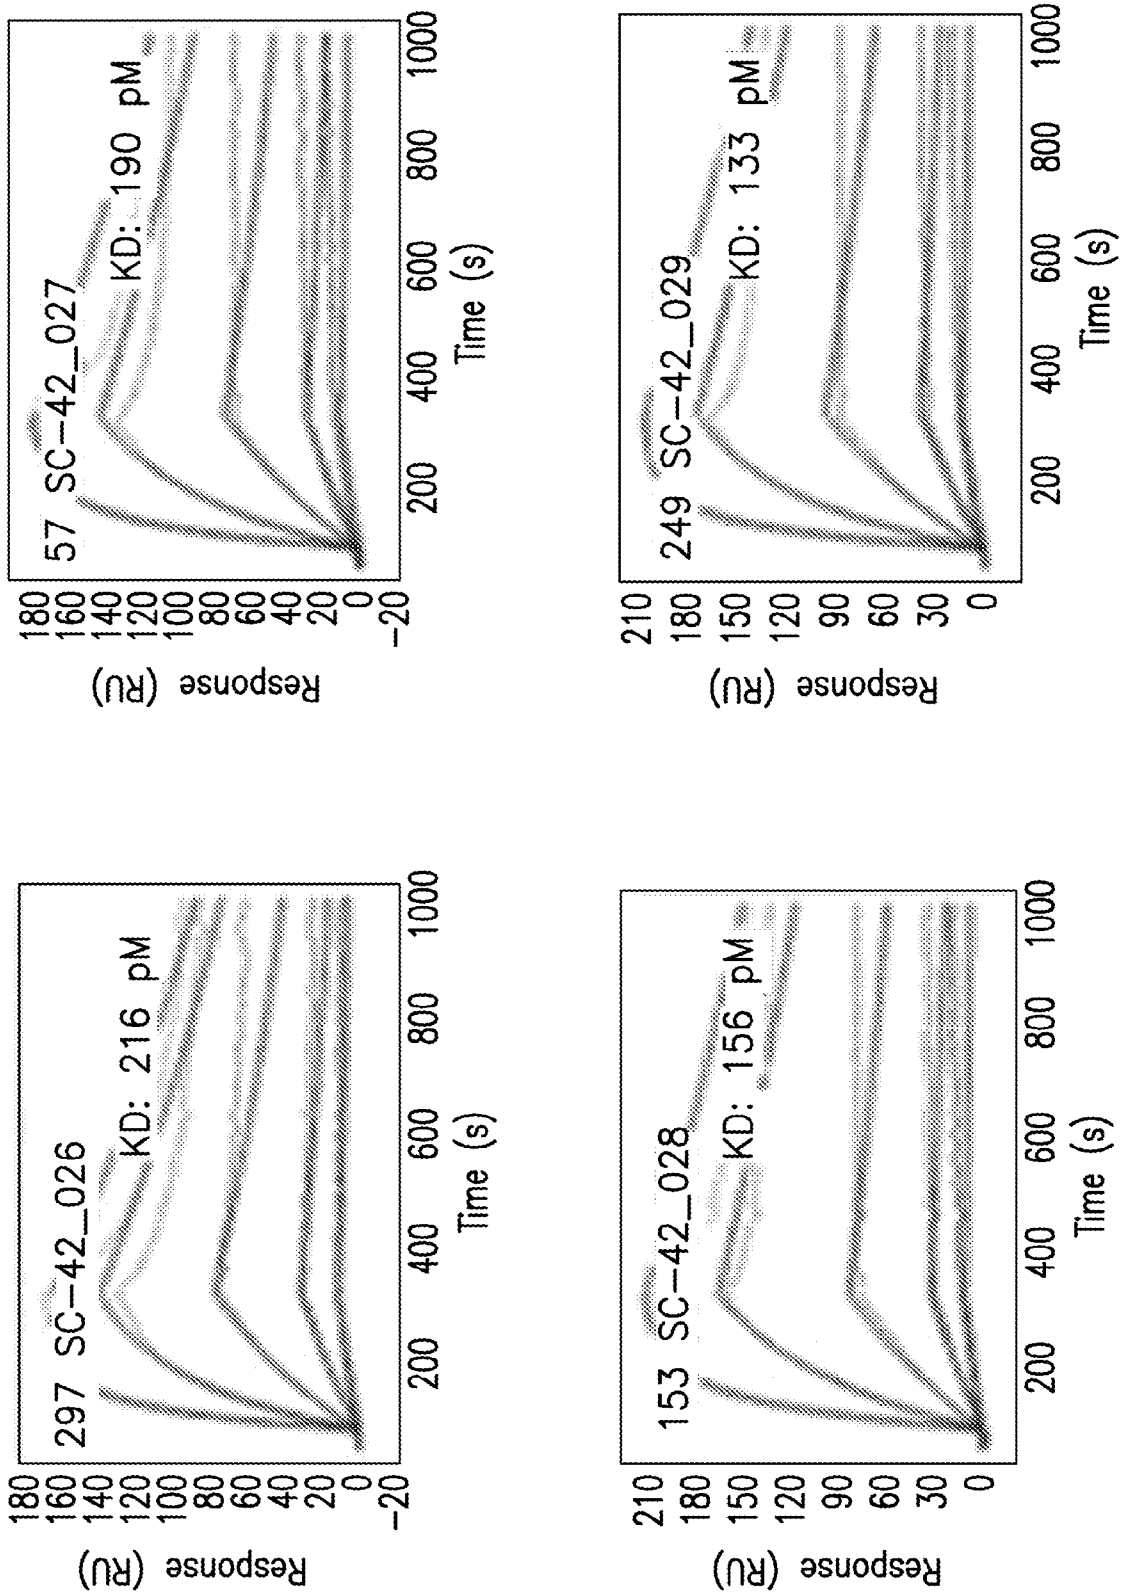 297 SC-42_026
KD: 216 pM
Response (RU)
180
160
140
120
100
80
60
40
20
0
-20
200 400 600 800 1000
Time (s)
57 SC-42_027
KD: 190 pM
Response (RU)
180
160
140
120
100
80
60
40
20
0
-20
200 400 600 800 1000
Time (s)
153 SC-42_028
KD: 156 pM
Response (RU)
210
180
150
120
90
60
30
0
200 400 600 800 1000
Time (s)
249 SC-42_029
KD: 133 pM
Response (RU)
210
180
150
120
90
60
30
0
200 400 600 800 1000
Time (s)